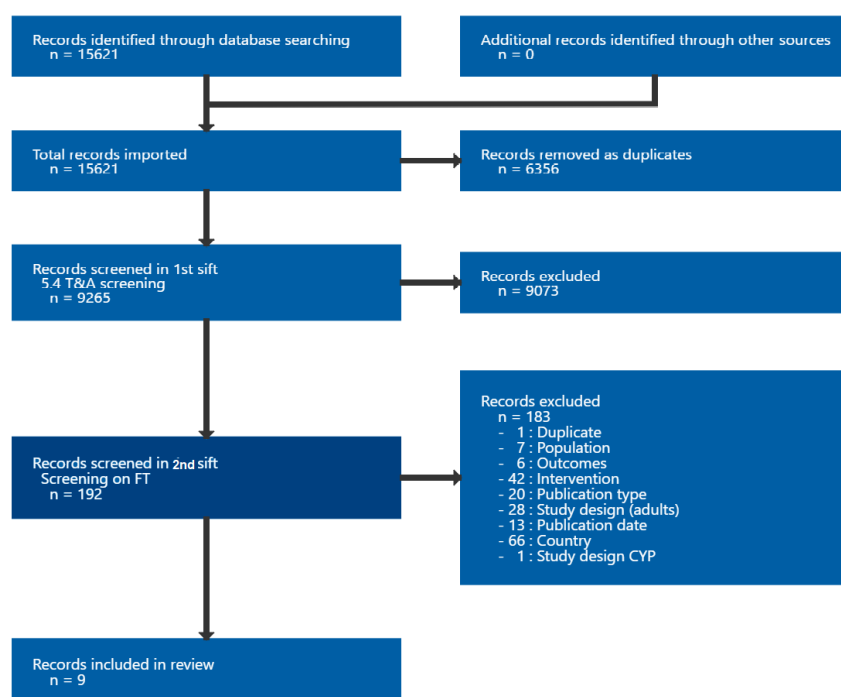 Records identified through database searching
n = 15621
Additional records identified through other sources
n = 0
Total records imported
n = 15621
Records removed as duplicates
n = 6356
Records screened in 1st sift
5.4 T&A screening
n = 9265
Records excluded
n = 9073
Records screened in 2nd sift
Screening on FT
n = 192
Records excluded
n = 183
- 1 : Duplicate
- 7 : Population
- 6 : Outcomes
- 42 : Intervention
- 20 : Publication type
- 28 : Study design (adults)
- 13 : Publication date
- 66 : Country
- 1 : Study design CYP
Records included in review
n = 9